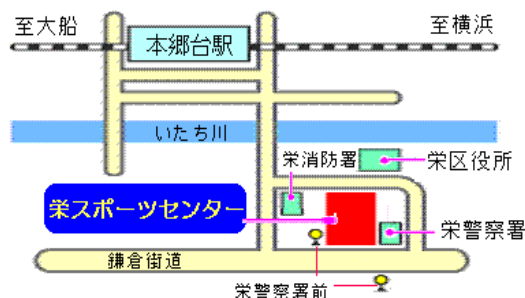 至大船
至横浜
本郷台駅
いたち川
栄消防署
栄区役所
栄スポーツセンター
栄警察署
鎌倉街道
栄警察署前